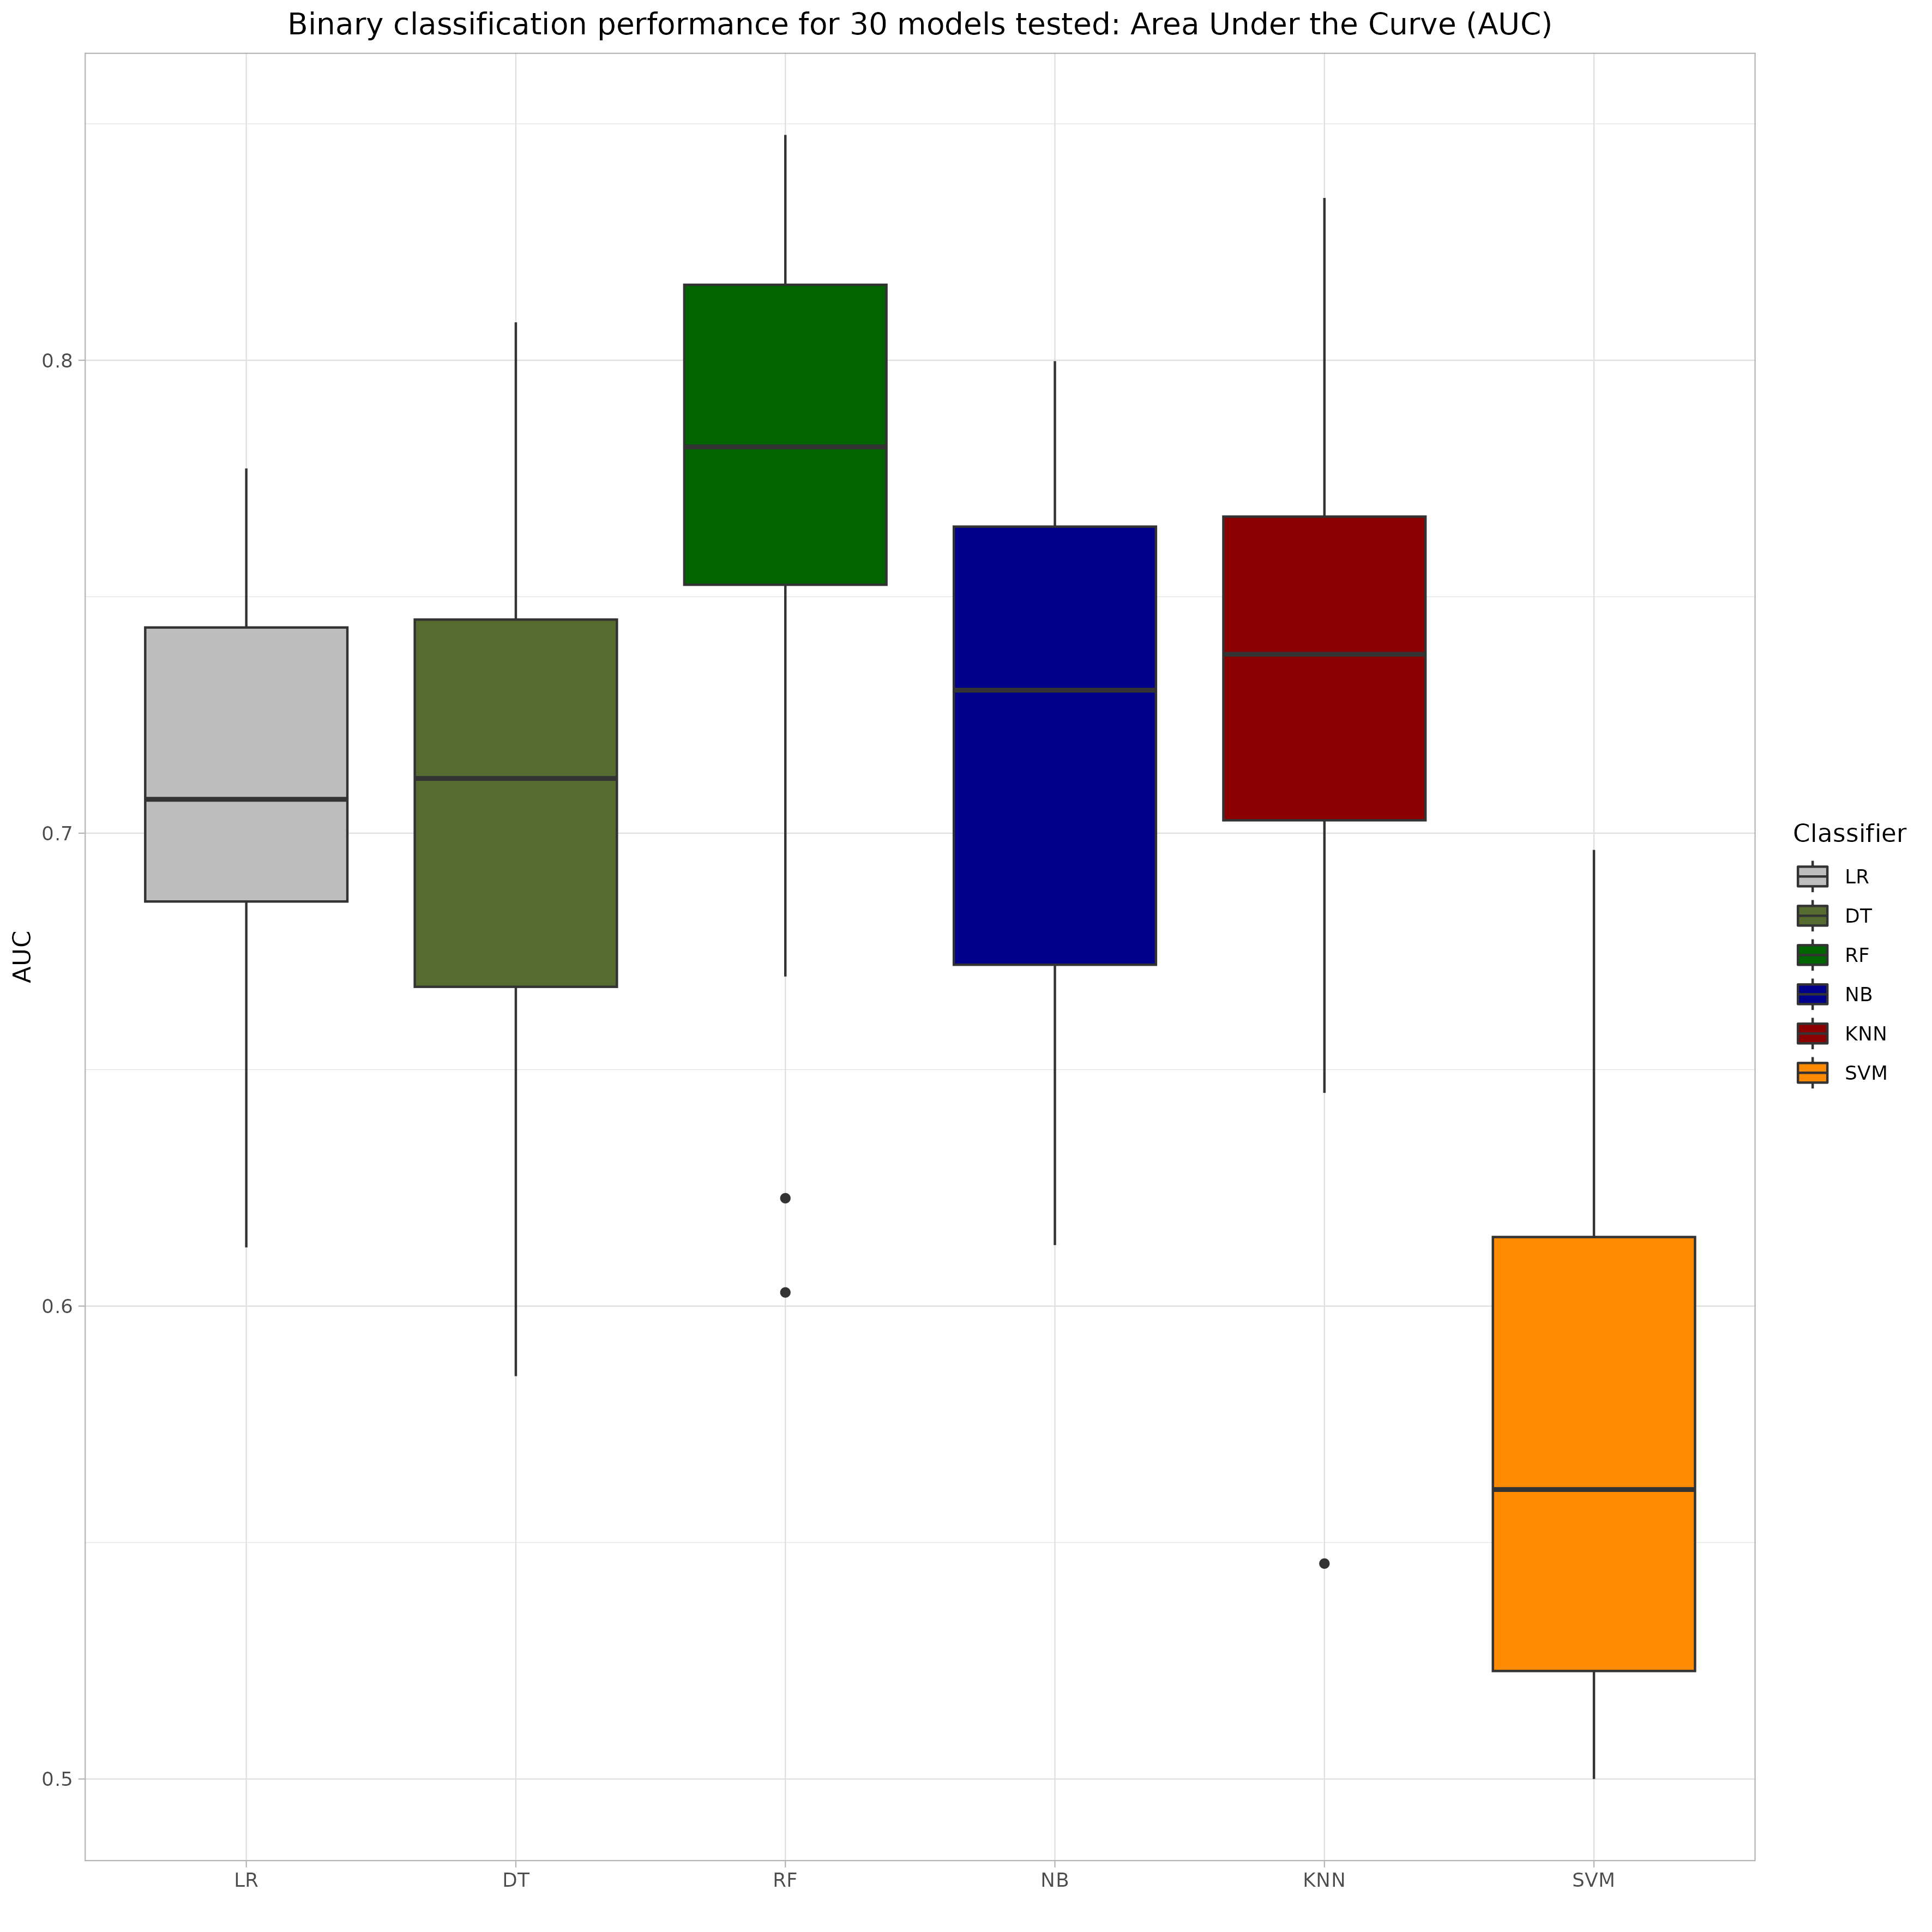 Binary classification performance for 30 models tested: Area Under the Curve (AUC)
AUC
0.8
0.7
0.6
0.5
LR DT RF NB KNN SVM
Classifier
LR
DT
RF
NB
KNN
SVM